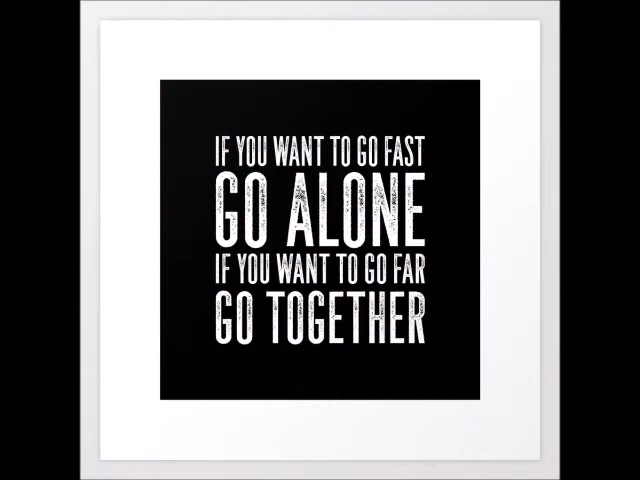 IF YOU WANT TO GO FAST
GO ALONE
IF YOU WANT TO GO FAR
GO TOGETHER